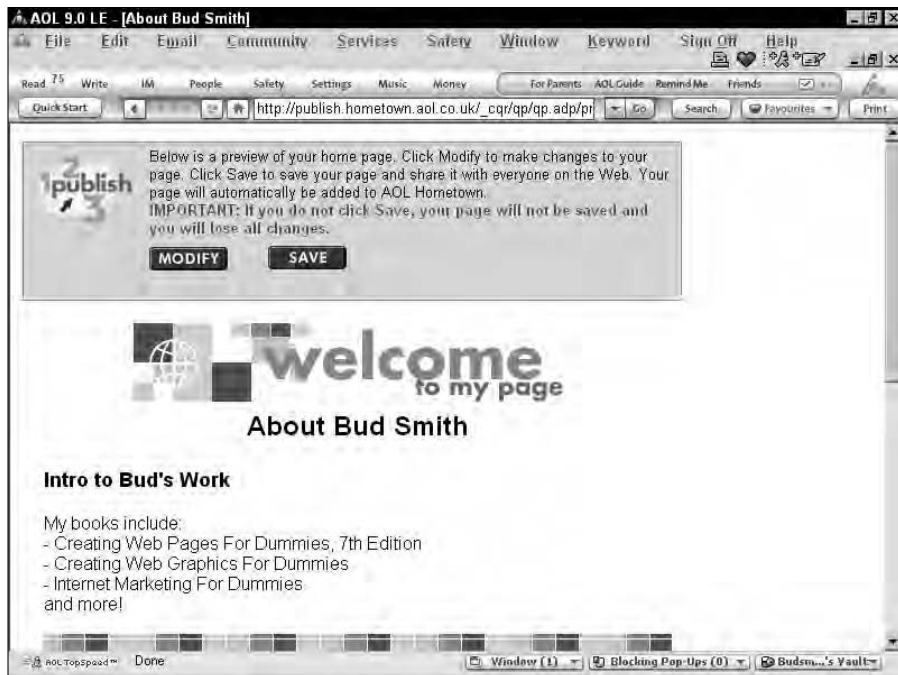 AOL 9.0 LE - [About Bud Smith]
File Edit Email Community Services Safety Window Keyword Sign Off Help
Read 75 Write IM People Safety Settings Music Money For Parents AOL Guide Remind Me Friends
Quick Start http://publish.hometown.aol.co.uk/_cqr/qp/qp.adp/pr Go Search Favourites Print
1 2 3 publish
Below is a preview of your home page. Click Modify to make changes to your
page. Click Save to save your page and share it with everyone on the Web. Your
page will automatically be added to AOL Hometown.
IMPORTANT: If you do not click Save, your page will not be saved and
you will lose all changes.
MODIFY SAVE
welcome
to my page
About Bud Smith
Intro to Bud's Work
My books include:
- Creating Web Pages For Dummies, 7th Edition
- Creating Web Graphics For Dummies
- Internet Marketing For Dummies
and more!
AOL TopSpeed™ Done Window (1) Blocking Pop-Ups (0) Budsm...'s Vault